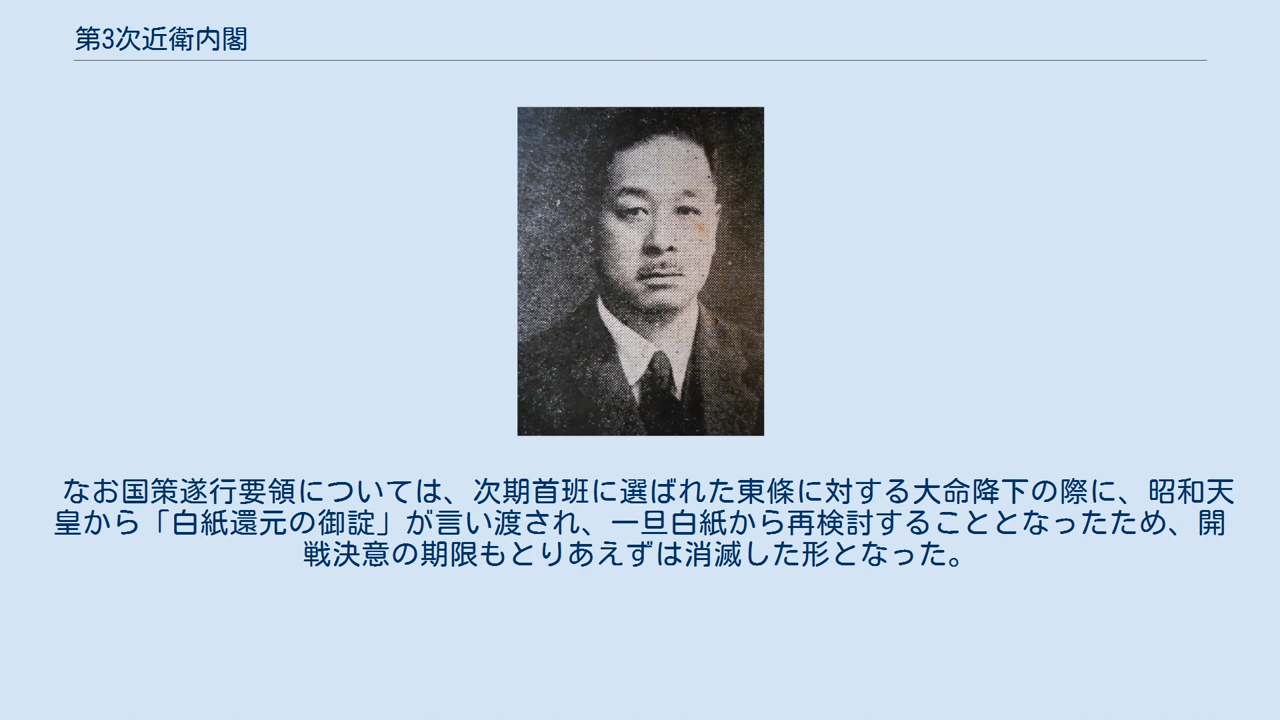 第3次近衛内閣
なお国策遂行要領については、次期首班に選ばれた東條に対する大命降下の際に、昭和天
皇から「白紙還元の御諚」が言い渡され、一旦白紙から再検討することとなったため、開
戦決意の期限もとりあえずは消滅した形となった。